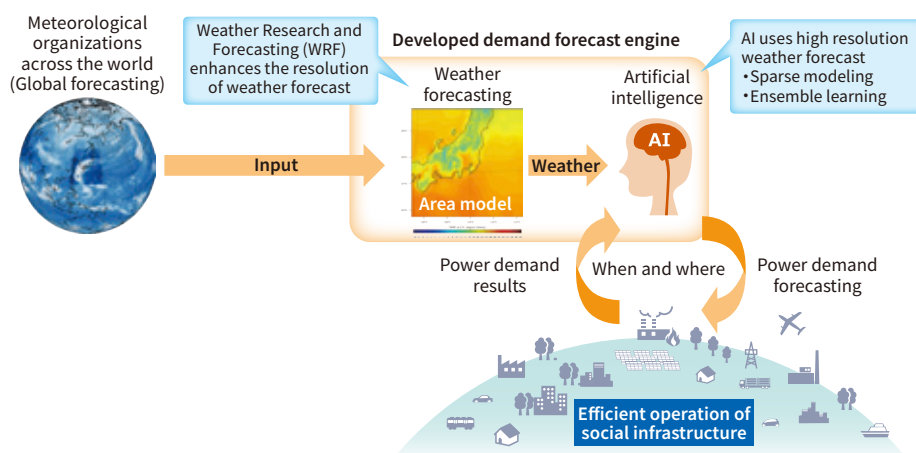 Meteorological
organizations
across the world
(Global forecasting)
Weather Research and
Forecasting (WRF)
enhances the resolution
of weather forecast
Developed demand forecast engine
Weather
forecasting
Artificial
intelligence
AI uses high resolution
weather forecast
・Sparse modeling
・Ensemble learning
Input
Area model
Weather
AI
Power demand
results
When and where
Power demand
forecasting
Efficient operation of
social infrastructure